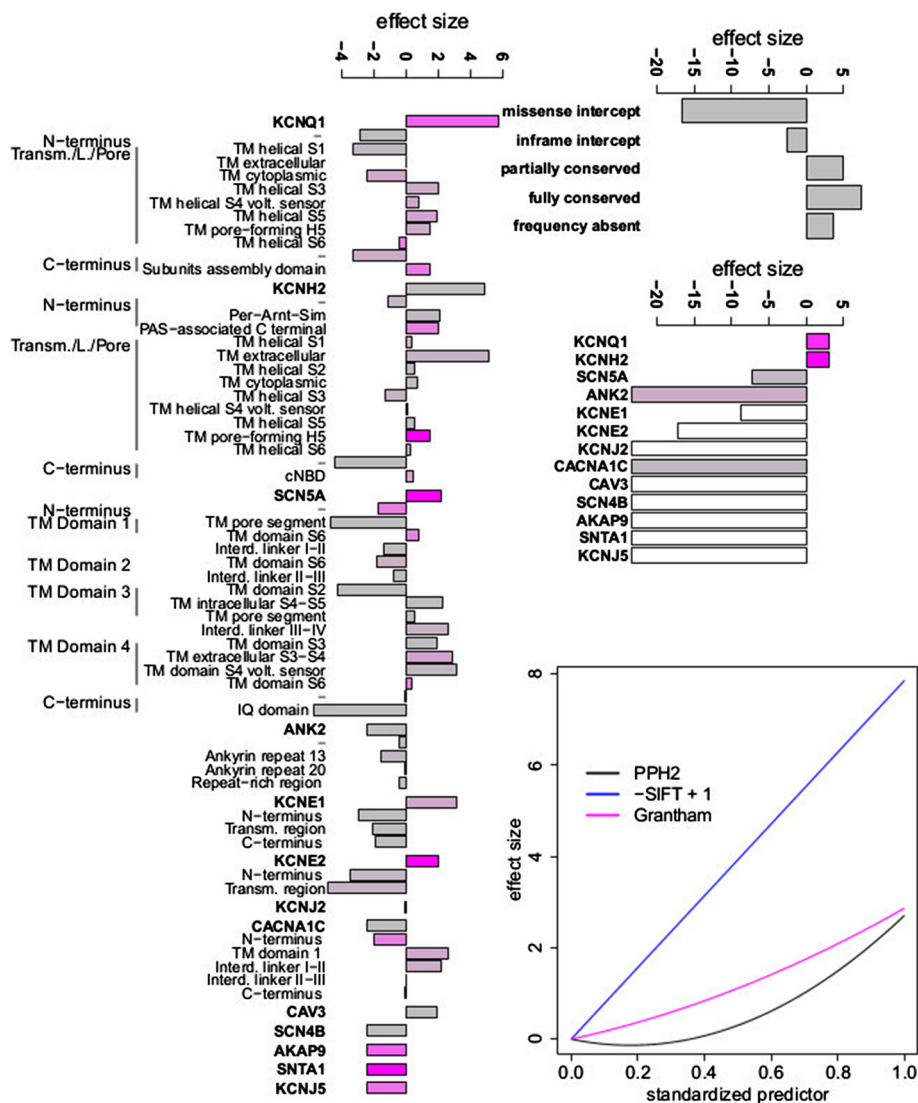 effect size
-4 -2 0 2 4 6
KCNQ1
N-terminus –
Transm./L./Pore TM helical S1
TM extracellular
TM cytoplasmic
TM helical S3
TM helical S4 volt. sensor
TM helical S5
TM pore-forming H5
TM helical S6
C-terminus –
Subunits assembly domain
KCNH2
N-terminus –
Per-Arnt-Sim
PAS-associated C terminal
Transm./L./Pore TM helical S1
TM extracellular
TM helical S2
TM cytoplasmic
TM helical S3
TM helical S4 volt. sensor
TM helical S5
TM pore-forming H5
TM helical S6
C-terminus –
cNBD
SCN5A
N-terminus
TM Domain 1 TM pore segment
TM domain S6
Interd. linker I-II
TM Domain 2 TM domain S6
Interd. linker II-III
TM Domain 3 TM domain S2
TM intracellular S4-S5
TM pore segment
Interd. linker III-IV
TM Domain 4 TM domain S3
TM extracellular S3-S4
TM domain S4 volt. sensor
TM domain S6
C-terminus –
IQ domain
ANK2
–
Ankyrin repeat 13
Ankyrin repeat 20
Repeat-rich region
KCNE1
N-terminus
Transm. region
C-terminus
KCNE2
N-terminus
Transm. region
KCNJ2
CACNA1C
N-terminus
TM domain 1
Interd. linker I-II
Interd. linker II-III
C-terminus
CAV3
SCN4B
AKAP9
SNTA1
KCNJ5
effect size
-20 -15 -10 -5 0 5
missense intercept
inframe intercept
partially conserved
fully conserved
frequency absent
effect size
-20 -15 -10 -5 0 5
KCNQ1
KCNH2
SCN5A
ANK2
KCNE1
KCNE2
KCNJ2
CACNA1C
CAV3
SCN4B
AKAP9
SNTA1
KCNJ5
effect size
8
6
4
2
0
PPH2
-SIFT + 1
Grantham
0.0 0.2 0.4 0.6 0.8 1.0
standardized predictor